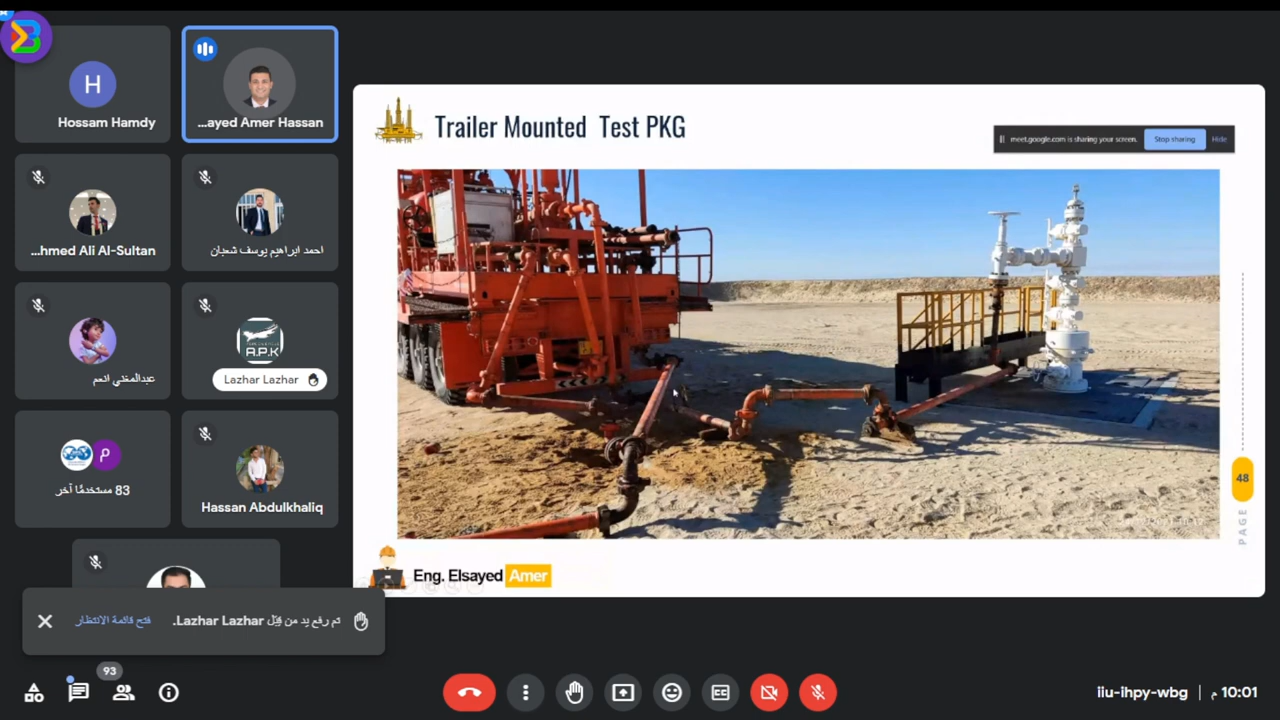 H
Hossam Hamdy
...ayed Amer Hassan
...hmed Ali Al-Sultan
احمد ابراهيم يوسف شعبان
عبدالمغني انعم
A.P.K
Lazhar Lazhar
83 مستخدمًا آخر
Hassan Abdulkhaliq
Trailer Mounted Test PKG
meet.google.com is sharing your screen.
Stop sharing
Hide
48
PAGE
Eng. Elsayed Amer
تم رفع يد من قِبَل Lazhar Lazhar.
فتح قائمة الانتظار
93
iiu-ihpy-wbg
10:01 م